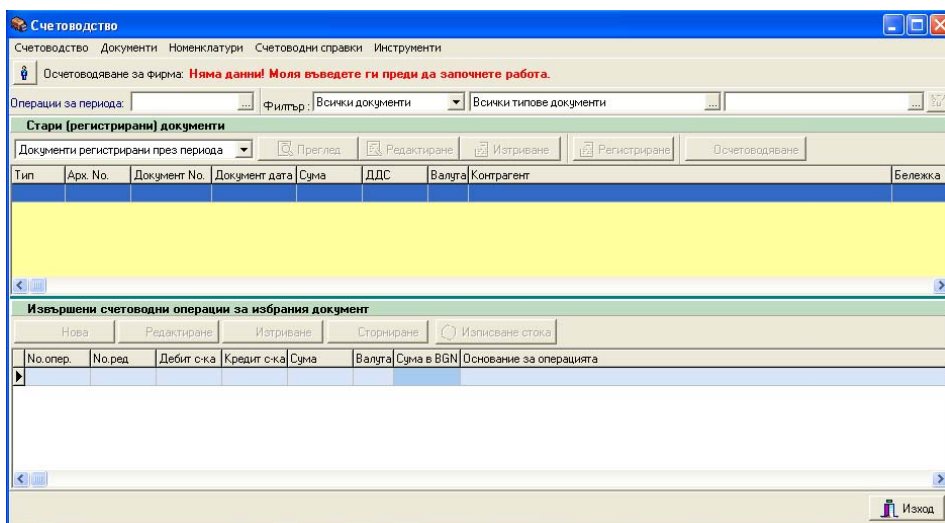 Счетоводство
Счетоводство Документи Номенклатури Счетоводни справки Инструменти
Осчетоводяване за фирма: Няма данни! Моля въведете ги преди да започнете работа.
Операции за периода: ... Филтър : Всички документи Всички типове документи ... ...
Стари (регистрирани) документи
Документи регистрирани през периода Преглед Редактиране Изтриване Регистриране Осчетоводяване
Тип Арх. No. Документ No. Документ дата Сума ДДС Валута Контрагент Бележка
Извършени счетоводни операции за избрания документ
Нова Редактиране Изтриване Сторниране Изписване стока
No.опер. No.ред Дебит с-ка Кредит с-ка Сума Валута Сума в BGN Основание за операцията
Изход